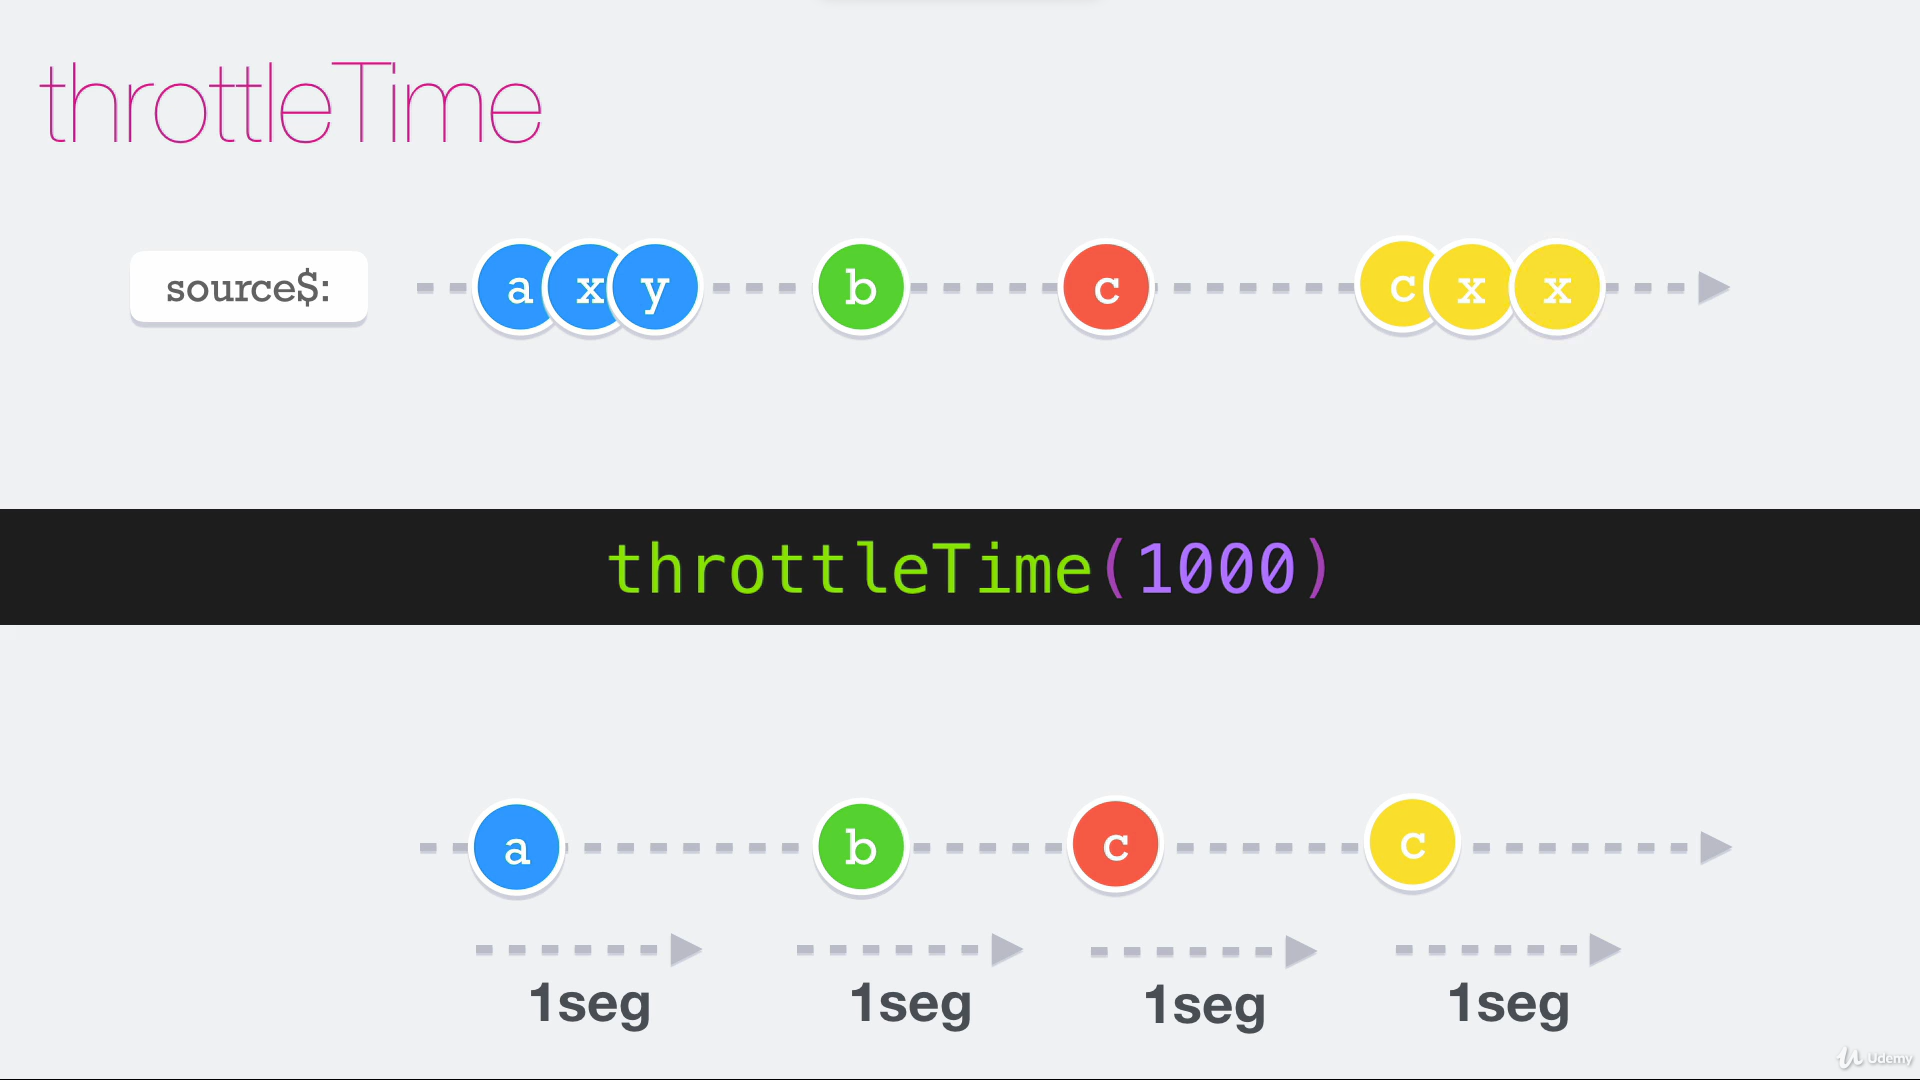 throttleTime
source$: a x y b c c x x
throttleTime(1000)
a b c c
1seg 1seg 1seg 1seg
Udemy